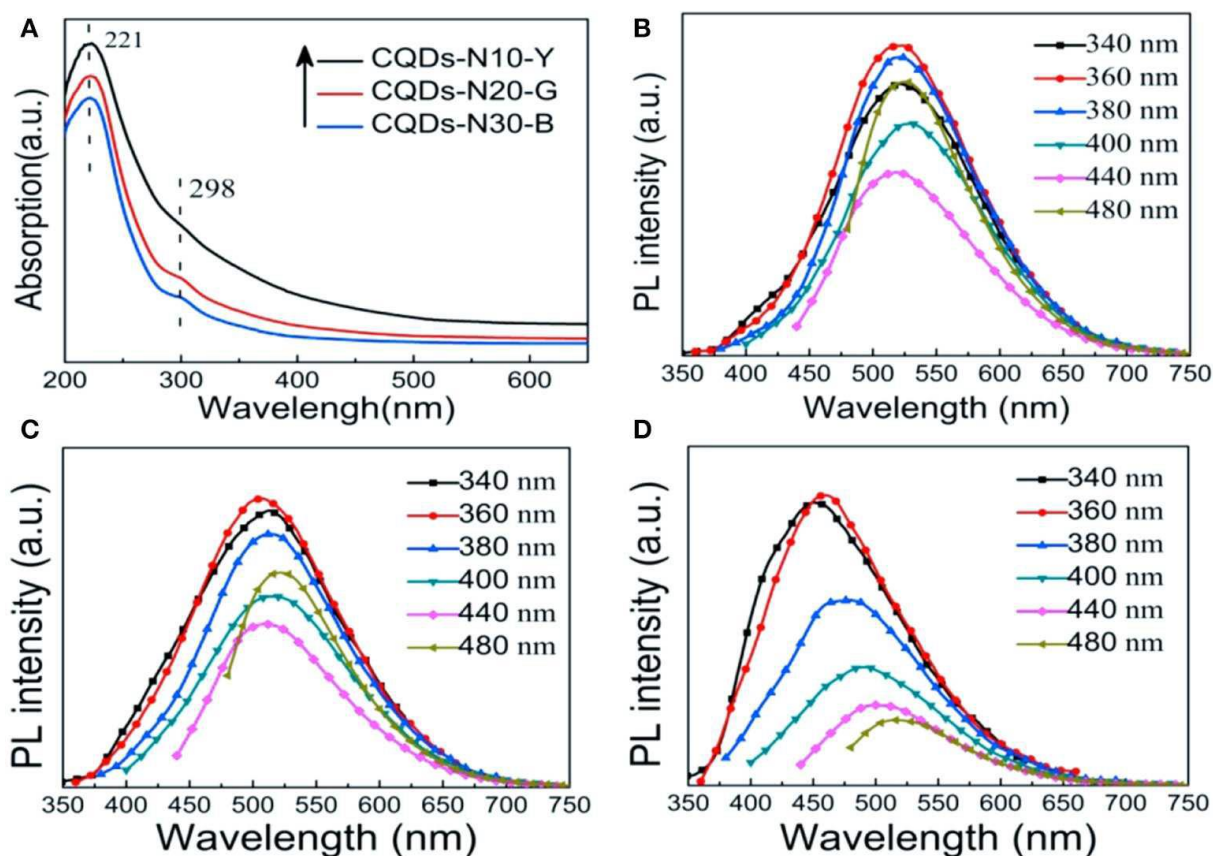 A
221
298
CQDs-N10-Y
CQDs-N20-G
CQDs-N30-B
Absorption(a.u.)
200 300 400 500 600
Wavelength(nm)
B
340 nm
360 nm
380 nm
400 nm
440 nm
480 nm
PL intensity (a.u.)
350 400 450 500 550 600 650 700 750
Wavelength (nm)
C
340 nm
360 nm
380 nm
400 nm
440 nm
480 nm
PL intensity (a.u.)
350 400 450 500 550 600 650 700 750
Wavelength (nm)
D
340 nm
360 nm
380 nm
400 nm
440 nm
480 nm
PL intensity (a.u.)
350 400 450 500 550 600 650 700 750
Wavelength (nm)